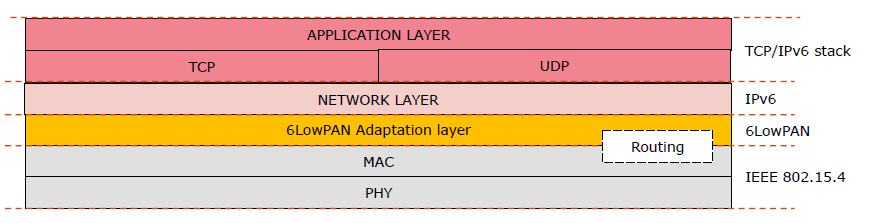 APPLICATION LAYER
TCP/IPv6 stack
TCP
UDP
NETWORK LAYER
IPv6
6LowPAN Adaptation layer
6LowPAN
Routing
MAC
IEEE 802.15.4
PHY